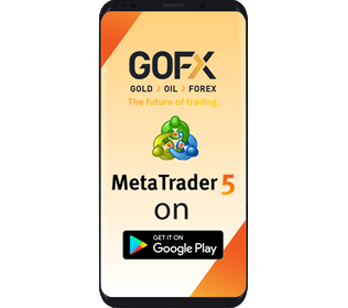 GOFX
GOLD > OIL > FOREX
The future of trading.
MetaTrader 5
on
GET IT ON
Google Play